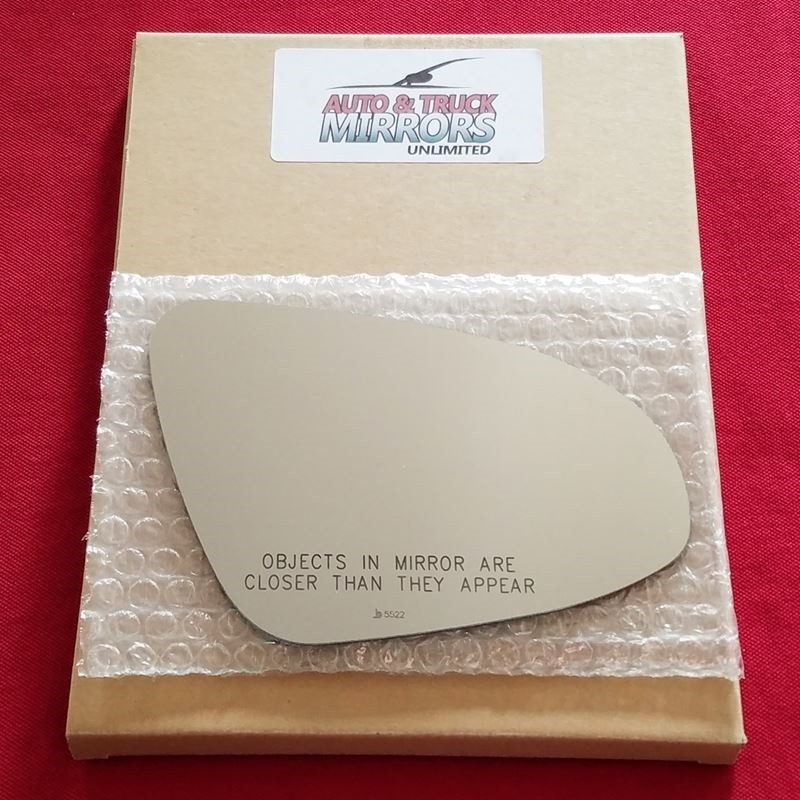 AUTO & TRUCK
MIRRORS
UNLIMITED
OBJECTS IN MIRROR ARE
CLOSER THAN THEY APPEAR
5522